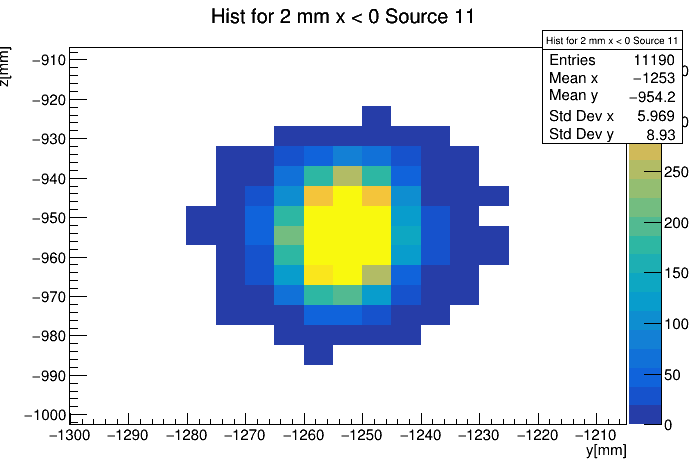 Hist for 2 mm x < 0 Source 11
z[mm]
Hist for 2 mm x < 0 Source 11
Entries 11190
Mean x −1253
Mean y −954.2
Std Dev x 5.969
Std Dev y 8.93
−910
−920
−930
−940
−950
−960
−970
−980
−990
−1000
−1300 −1290 −1280 −1270 −1260 −1250 −1240 −1230 −1220 −1210
y[mm]
250
200
150
100
50
0